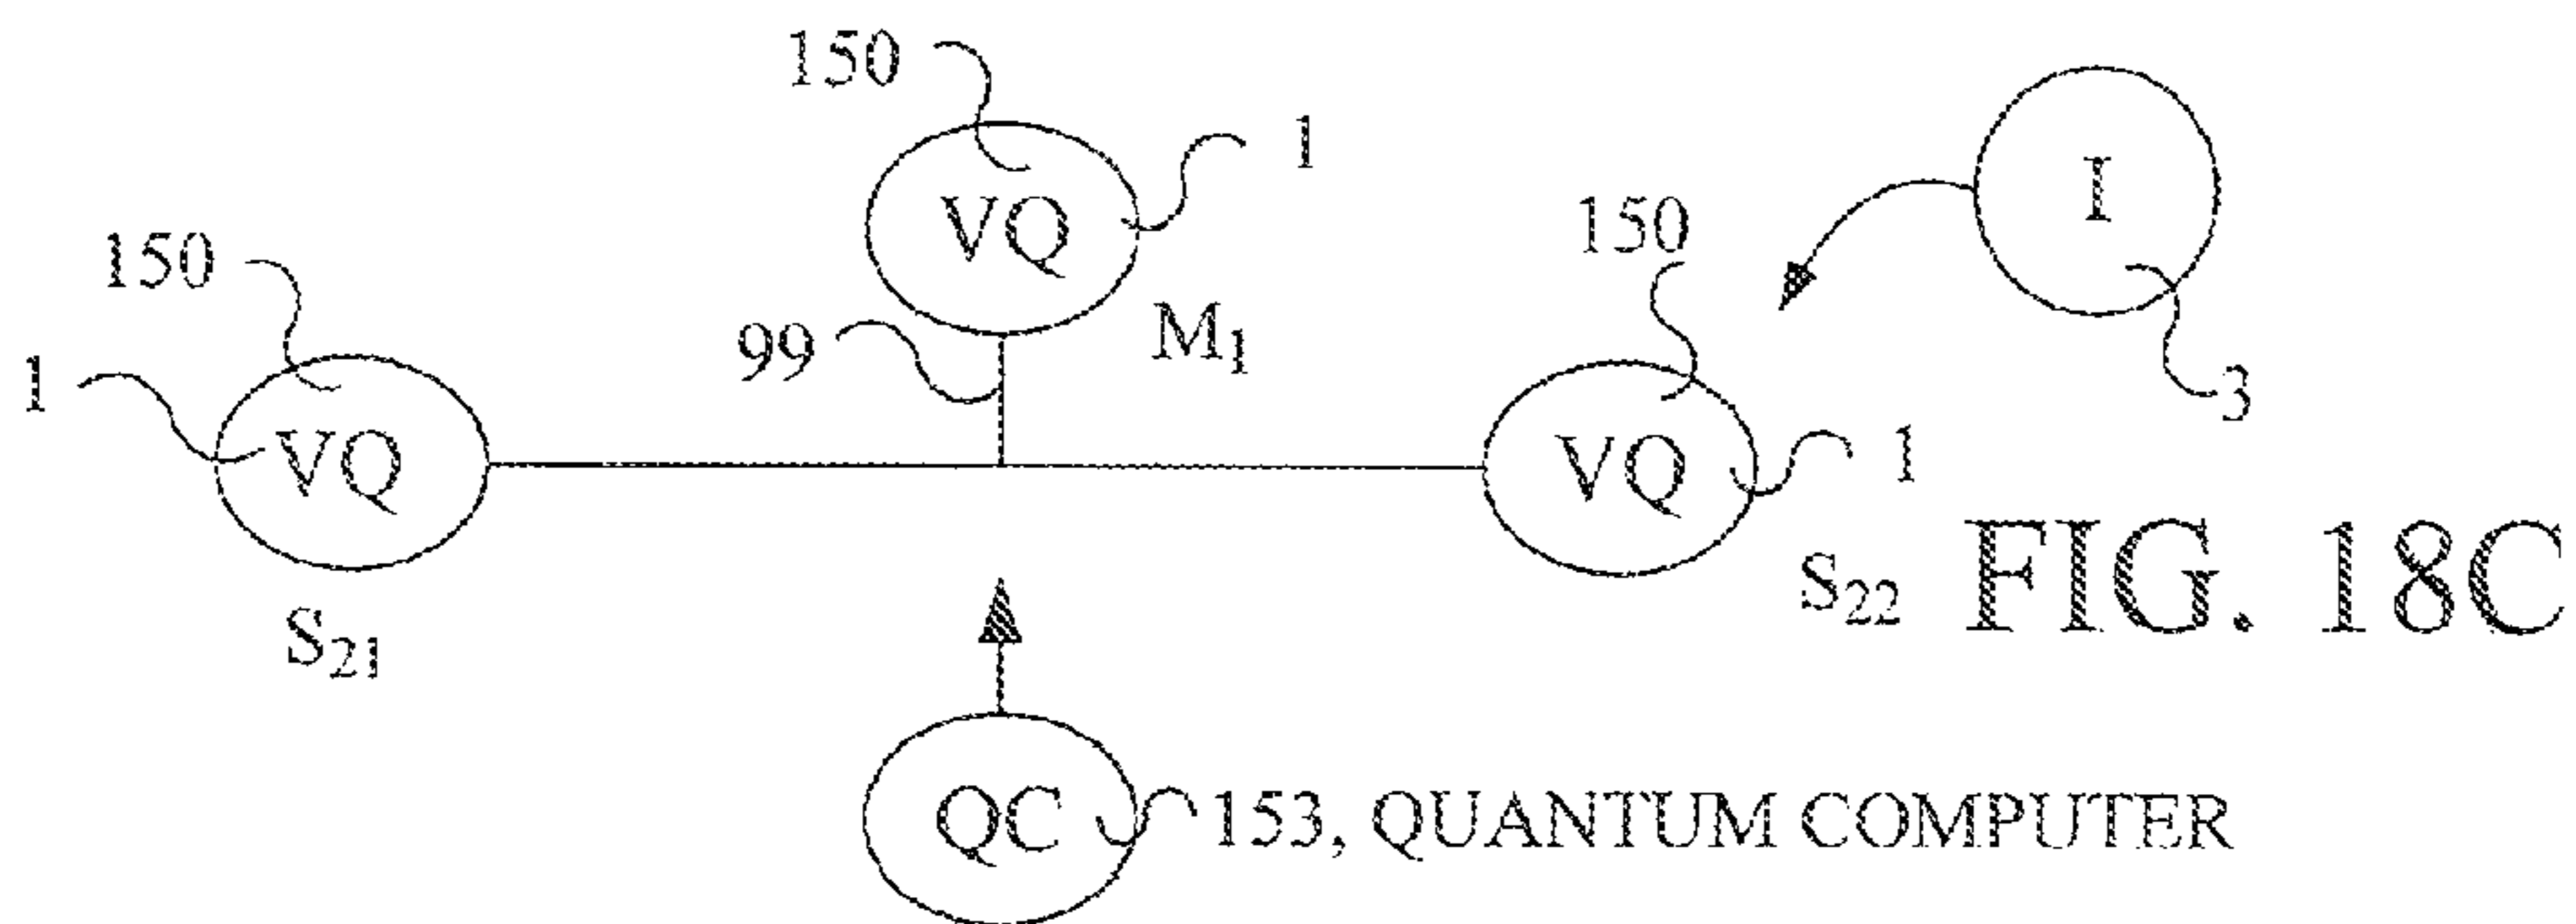 150
150
1
VQ
I
150
1
VQ
99
M1
3
VQ
1
S21
S22
FIG. 18C
QC
153, QUANTUM COMPUTER